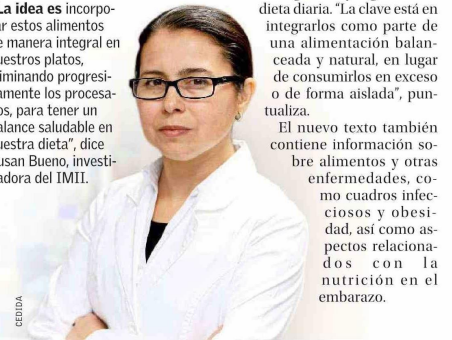 La idea es incorpo-
ar estos alimentos
e manera integral en
uestros platos,
liminando progresi-
amente los procesa-
os, para tener un
alance saludable en
uestra dieta", dice
usan Bueno, investi-
adora del IMII.
CEDIDA
dieta diaria. "La clave está en
integrarlos como parte de
una alimentación balan-
ceada y natural, en lugar
de consumirlos en exceso
o de forma aislada", pun-
tualiza.
El nuevo texto también
contiene información so-
bre alimentos y otras
enfermedades, co-
mo cuadros infec-
ciosos y obesi-
dad, así como as-
pectos relaciona-
dos con la
nutrición en el
embarazo.